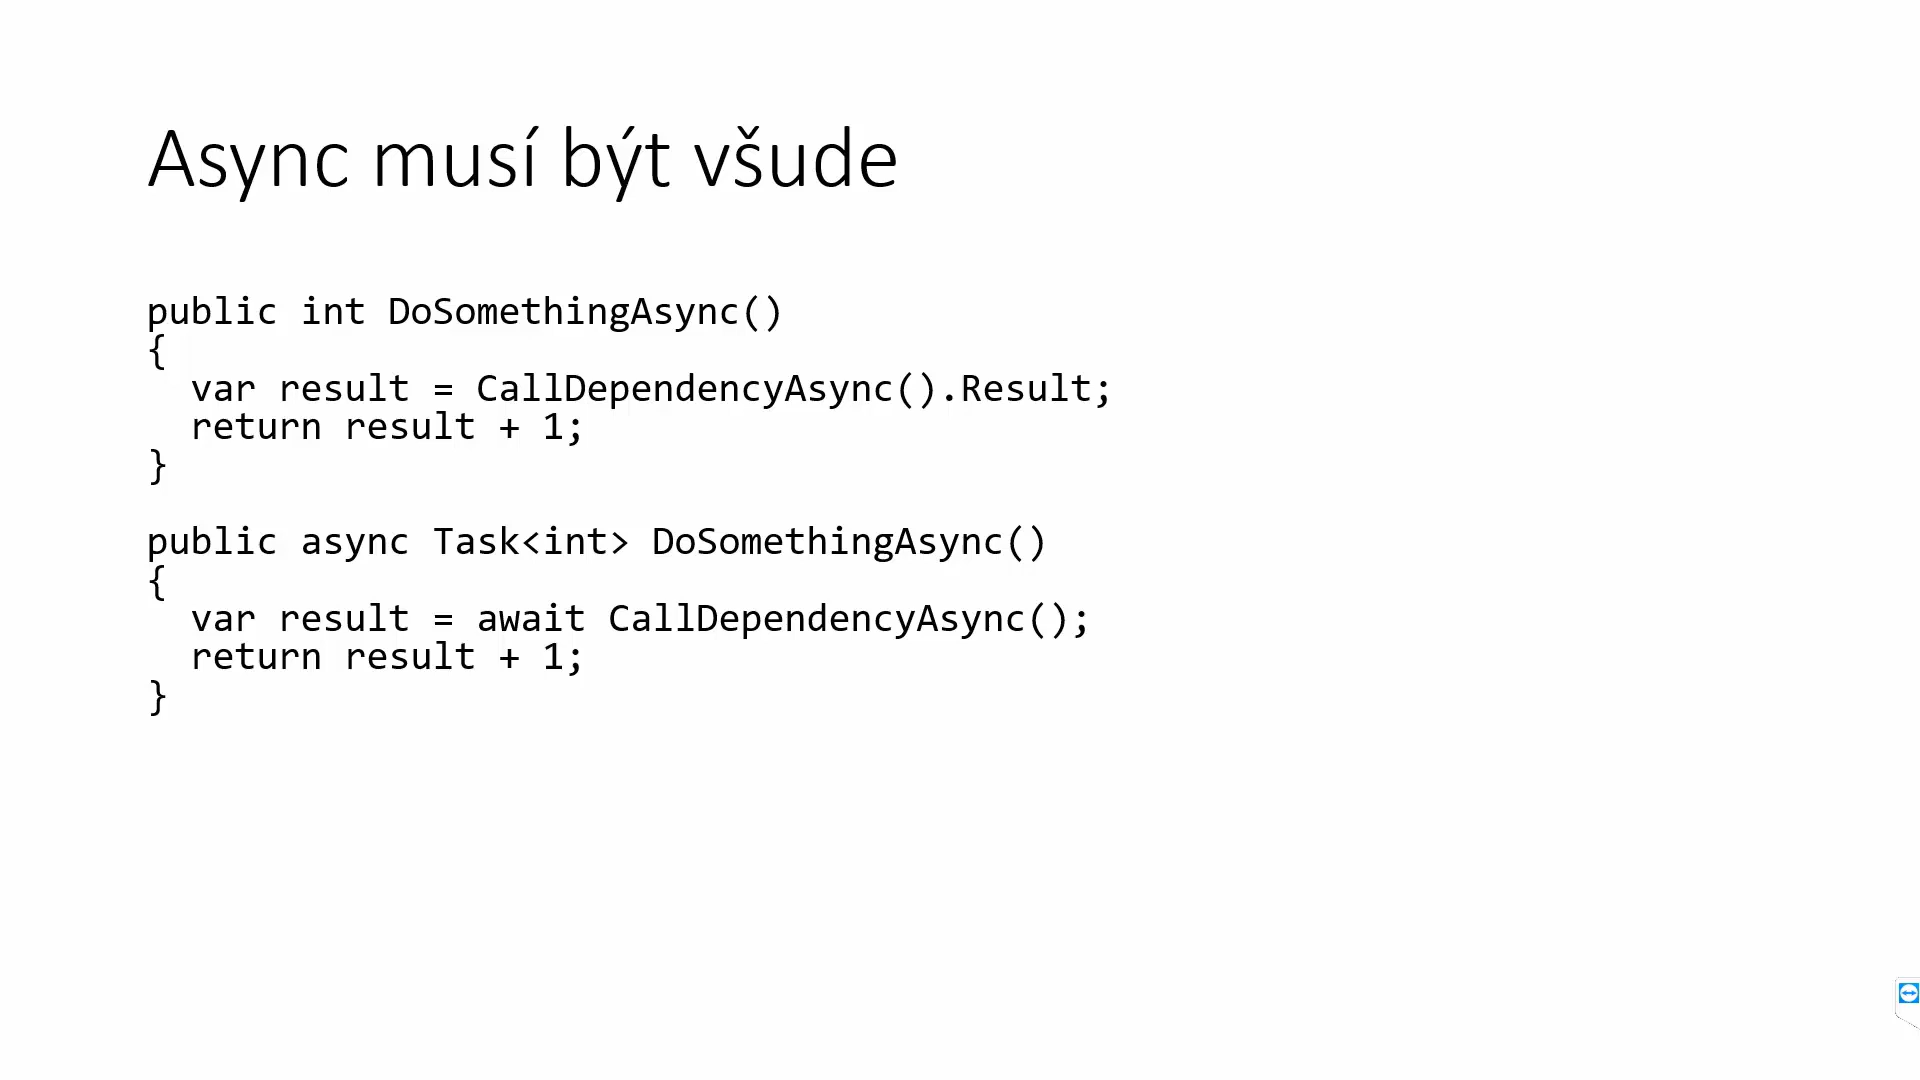 Async musí být všude
public int DoSomethingAsync()
{
  var result = CallDependencyAsync().Result;
  return result + 1;
}
public async Task<int> DoSomethingAsync()
{
  var result = await CallDependencyAsync();
  return result + 1;
}